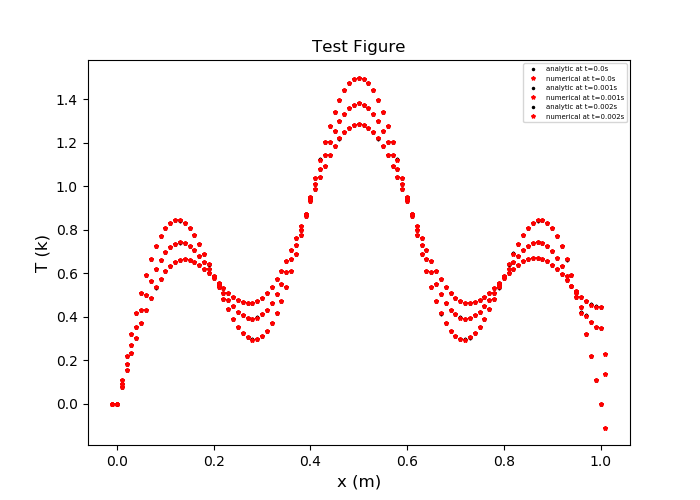 Test Figure
analytic at t=0.0s
numerical at t=0.0s
analytic at t=0.001s
numerical at t=0.001s
analytic at t=0.002s
numerical at t=0.002s
T (k)
1.4
1.2
1.0
0.8
0.6
0.4
0.2
0.0
0.0 0.2 0.4 0.6 0.8 1.0
x (m)